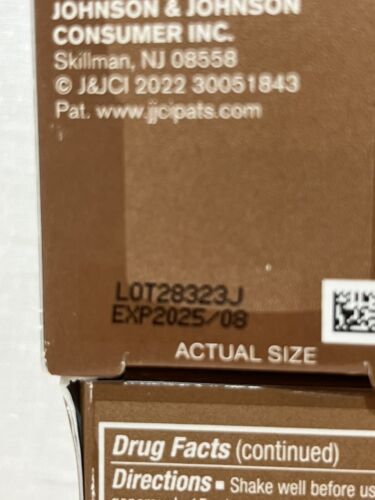 JOHNSON & JOHNSON
CONSUMER INC.
Skillman, NJ 08558
© J&JCI 2022 30051843
Pat. www.jjcipats.com
LOT28323J
EXP2025/08
ACTUAL SIZE
Drug Facts (continued)
Directions ▪ Shake well before us